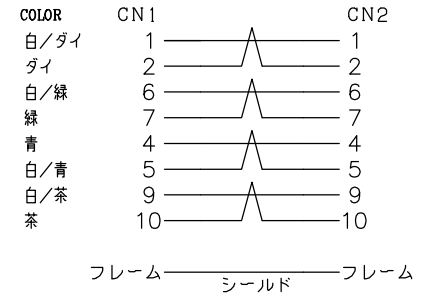 COLOR CN1 CN2
白/ダイ 1 1
ダイ 2 2
白/緑 6 6
緑 7 7
青 4 4
白/青 5 5
白/茶 9 9
茶 10 10
フレーム シールド フレーム